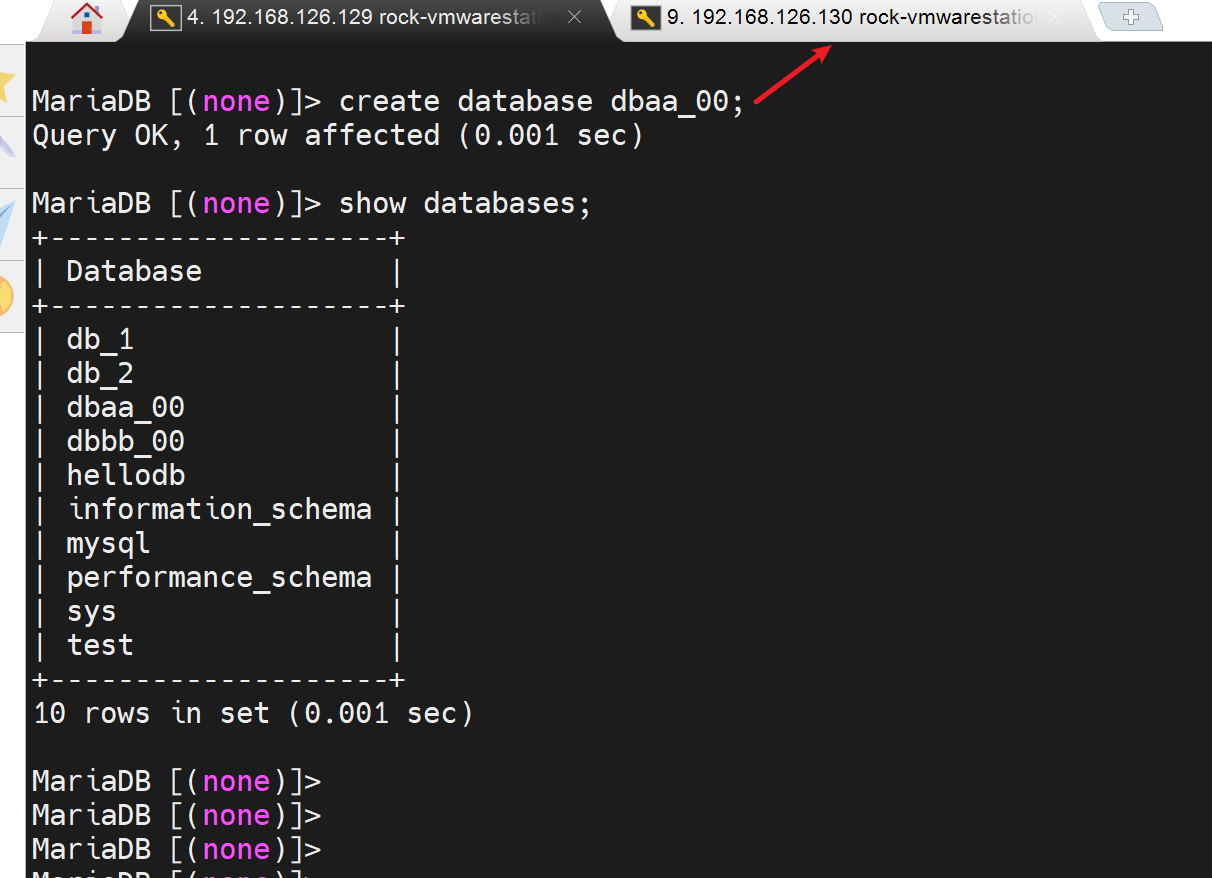 4. 192.168.126.129 rock-vmwarestati
9. 192.168.126.130 rock-vmwarestatio
MariaDB [(none)]> create database dbaa_00;
Query OK, 1 row affected (0.001 sec)
MariaDB [(none)]> show databases;
+--------------------+
| Database           |
+--------------------+
| db_1               |
| db_2               |
| dbaa_00            |
| dbbb_00            |
| hellodb            |
| information_schema |
| mysql              |
| performance_schema |
| sys                |
| test               |
+--------------------+
10 rows in set (0.001 sec)
MariaDB [(none)]>
MariaDB [(none)]>
MariaDB [(none)]>
MariaDB [(none)]>